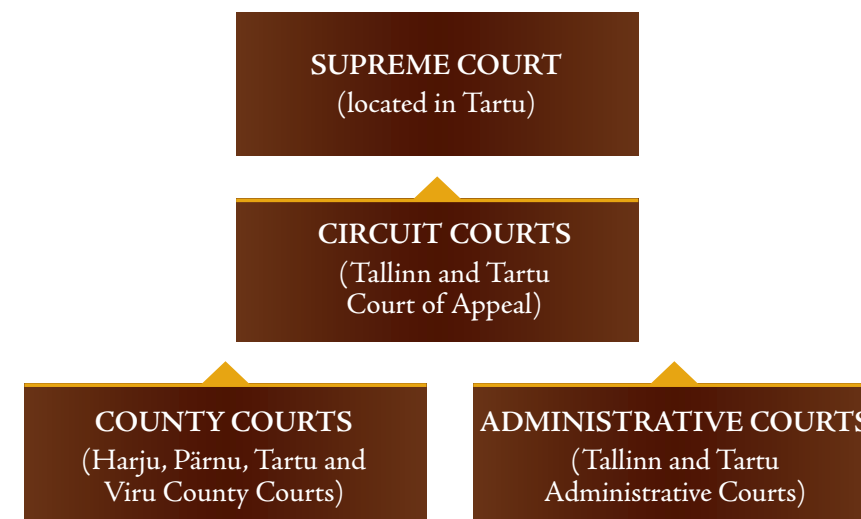 SUPREME COURT
(located in Tartu)
CIRCUIT COURTS
(Tallinn and Tartu
Court of Appeal)
COUNTY COURTS
(Harju, Pärnu, Tartu and
Viru County Courts)
ADMINISTRATIVE COURTS
(Tallinn and Tartu
Administrative Courts)